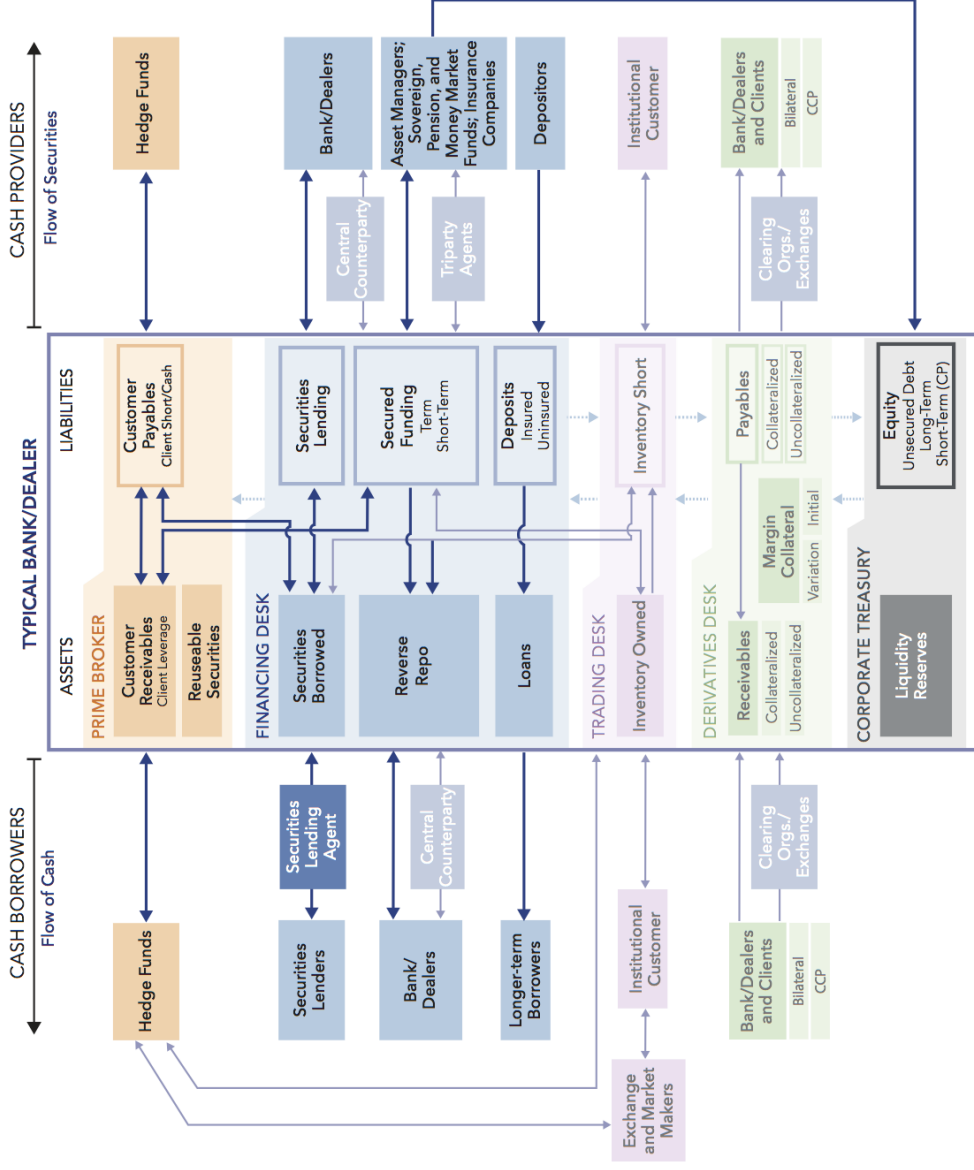 CASH BORROWERS
Flow of Cash
TYPICAL BANK/DEALER
CASH PROVIDERS
Flow of Securities
ASSETS
LIABILITIES
Hedge Funds
PRIME BROKER
Customer
Receivables
Client Leverage
Reuseable
Securities
Customer
Payables
Client Short/Cash
Hedge Funds
Securities
Lenders
Securities
Lending
Agent
FINANCING DESK
Securities
Borrowed
Securities
Lending
Bank/Dealers
Central
Counterparty
Bank/
Dealers
Central
Counterparty
Reverse
Repo
Secured
Funding
Term
Short-Term
Triparty
Agents
Asset Managers;
Sovereign,
Pension, and
Money Market
Funds; Insurance
Companies
Longer-term
Borrowers
Loans
Deposits
Insured
Uninsured
Depositors
Exchange
and Market
Makers
Institutional
Customer
TRADING DESK
Inventory Owned
Inventory Short
Institutional
Customer
Bank/Dealers
and Clients
Bilateral
CCP
Clearing
Orgs./
Exchanges
DERIVATIVES DESK
Receivables
Collateralized
Uncollateralized
Margin
Collateral
Variation
Initial
Payables
Collateralized
Uncollateralized
Clearing
Orgs./
Exchanges
Bank/Dealers
and Clients
Bilateral
CCP
CORPORATE TREASURY
Liquidity
Reserves
Equity
Unsecured Debt
Long-Term
Short-Term (CP)